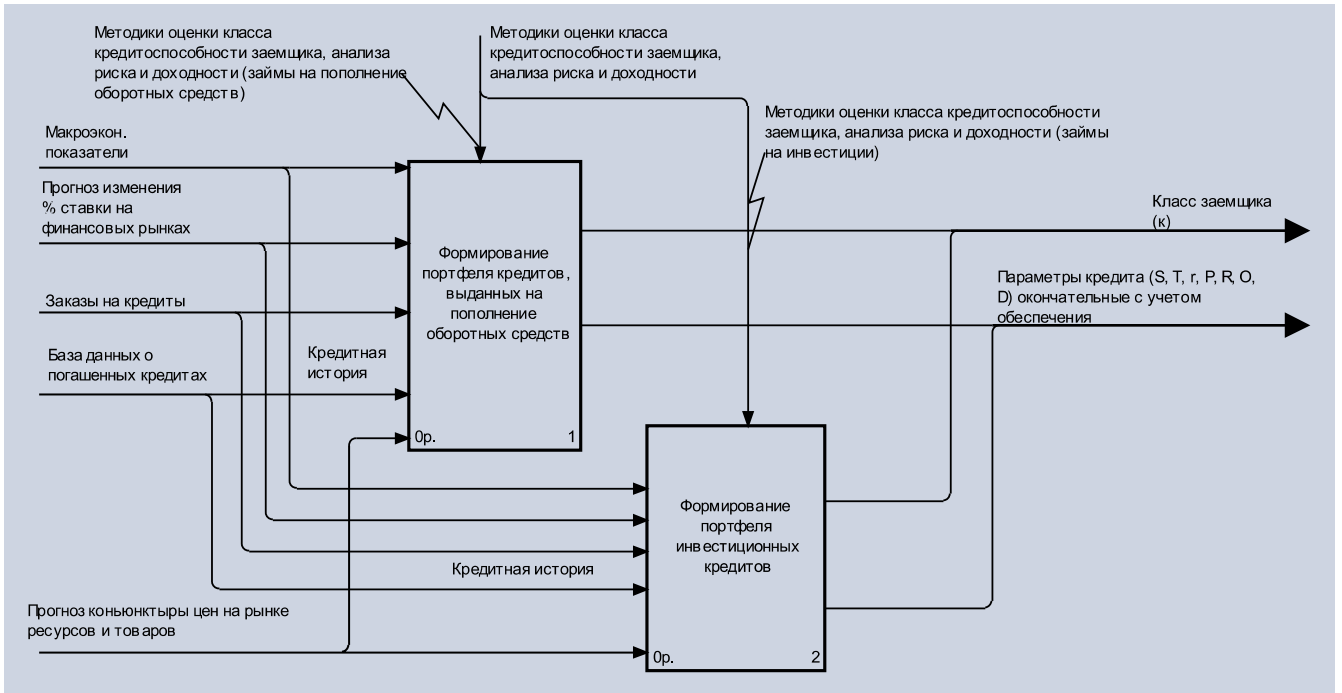 Методики оценки класса
кредитоспособности заемщика, анализа
риска и доходности (займы на пополнение
оборотных средств)
Методики оценки класса
кредитоспособности заемщика,
анализа риска и доходности
Методики оценки класса кредитоспособности
заемщика, анализа риска и доходности (займы
на инвестиции)
Макроэкон.
показатели
Прогноз изменения
% ставки на
финансовых рынках
Заказы на кредиты
База данных о
погашенных кредитах
Кредитная
история
Формирование
портфеля кредитов,
выданных на
пополнение
оборотных средств
0р.
1
Класс заемщика
(к)
Параметры кредита (S, T, r, P, R, O,
D) окончательные с учетом
обеспечения
Формирование
портфеля
инвестиционных
кредитов
Кредитная история
Прогноз коньюнктыры цен на рынке
ресурсов и товаров
0р.
2